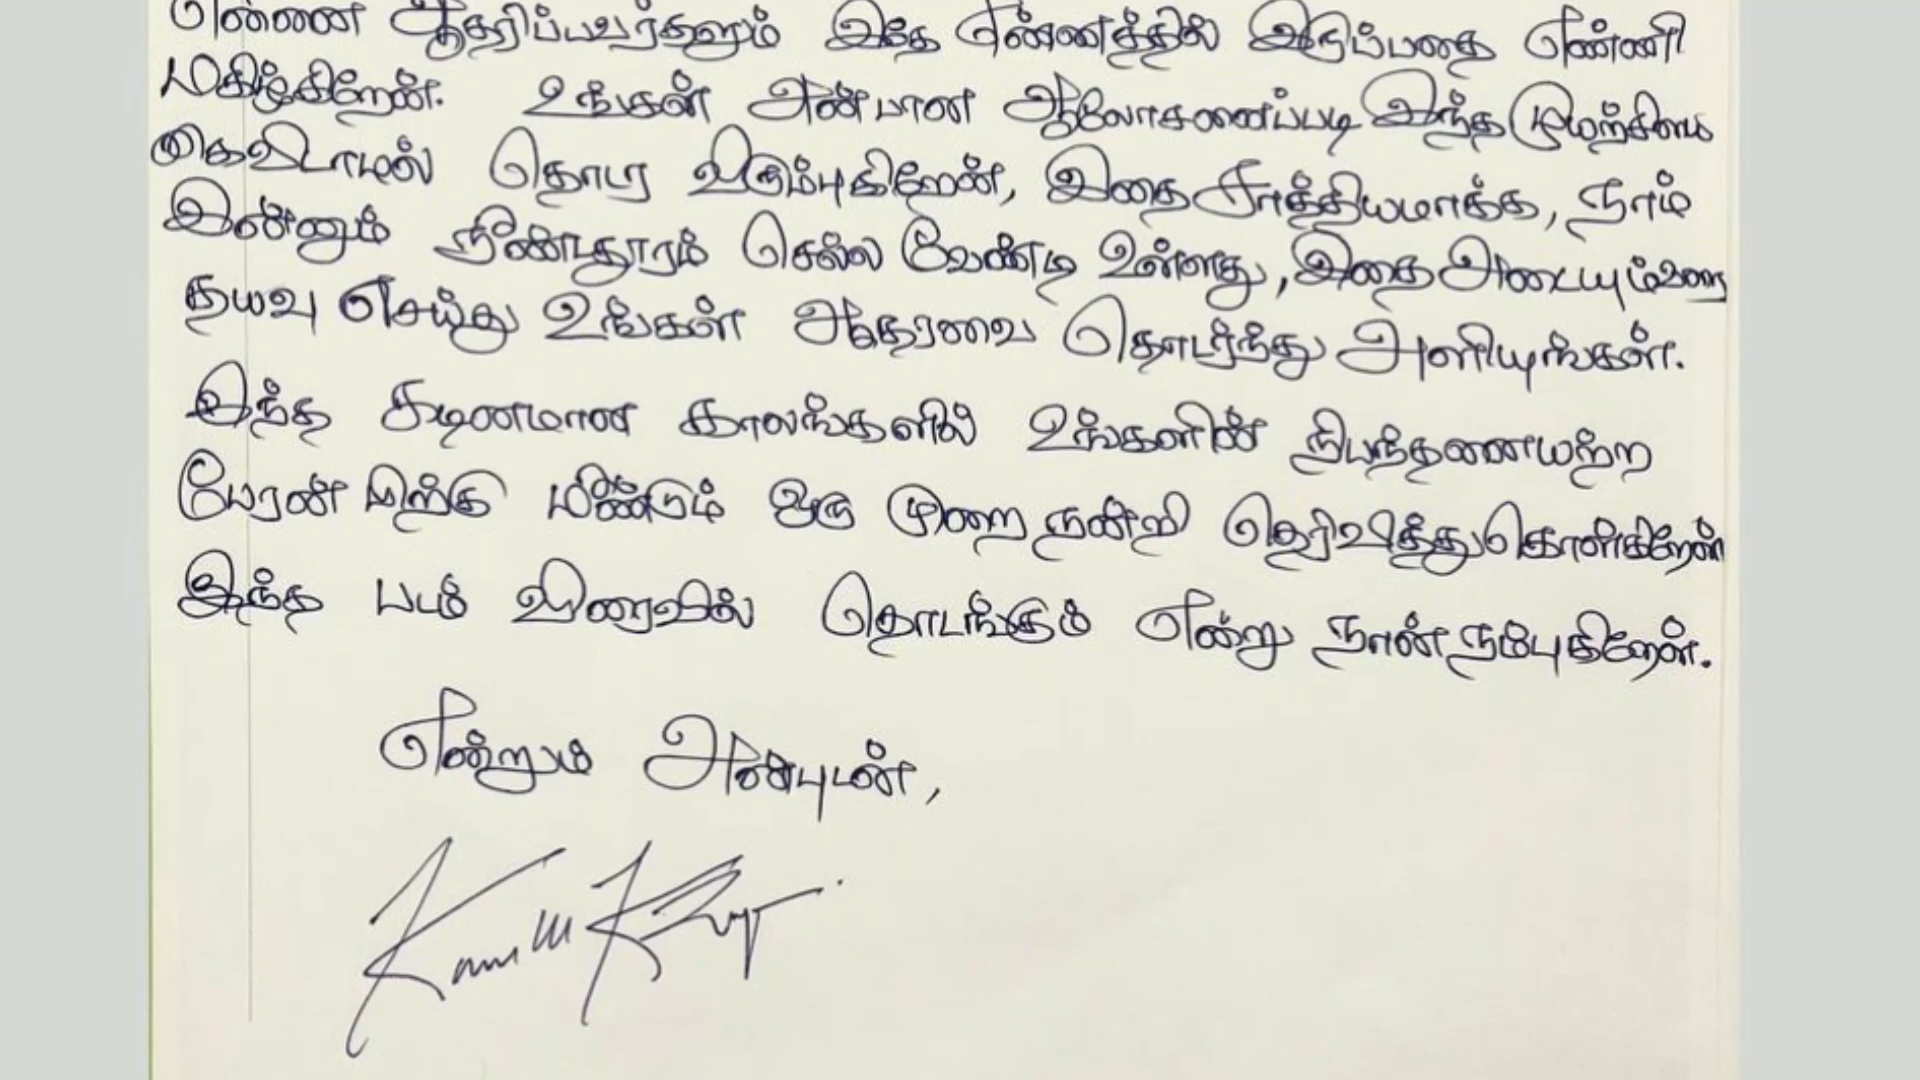 என்னை ஆதரிப்பவர்களும் இதே எண்ணத்தில் இருப்பதை எண்ணி
மகிழ்கிறேன். உங்கள் அன்பான ஆலோசனைப்படி இந்த முயற்சியை
கைவிடாமல் தொடர விரும்புகிறேன், இதை சாத்தியமாக்க, நாம்
இன்னும் நீண்டதூரம் செல்ல வேண்டி உள்ளது, இதை அடையும்வரை
தயவு செய்து உங்கள் ஆதரவை தொடர்ந்து அளியுங்கள்.
இந்த கடினமான காலங்களில் உங்களின் நிபந்தனையற்ற
பேரன்பிற்கு மீண்டும் ஒரு முறை நன்றி தெரிவித்துகொள்கிறேன்
இந்த படம் விரைவில் தொடங்கும் என்று நான் நம்புகிறேன்.
என்றும் அன்புடன்,